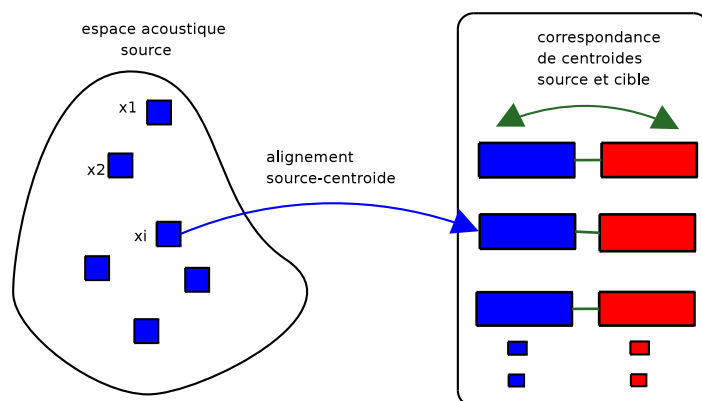 espace acoustique
source
x1
x2
xi
alignement
source-centroide
correspondance
de centroides
source et cible